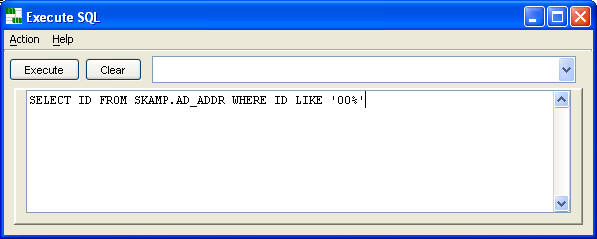 Execute SQL
Action Help
Execute Clear
SELECT ID FROM SKAMP.AD_ADDR WHERE ID LIKE '00%'